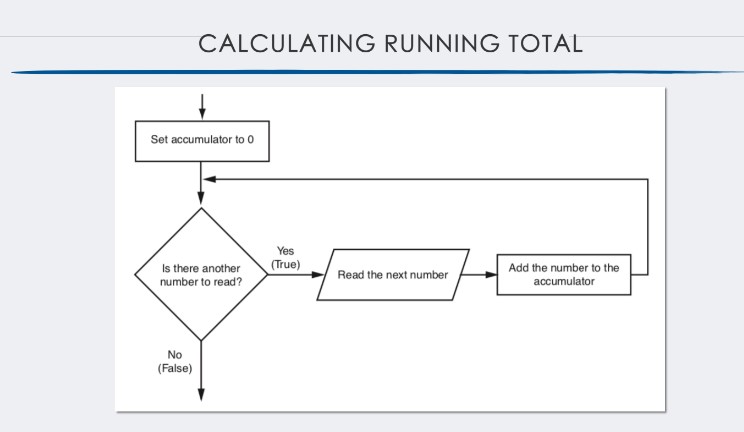 CALCULATING RUNNING TOTAL
Set accumulator to 0
Is there another
number to read?
Yes
(True)
Read the next number
Add the number to the
accumulator
No
(False)